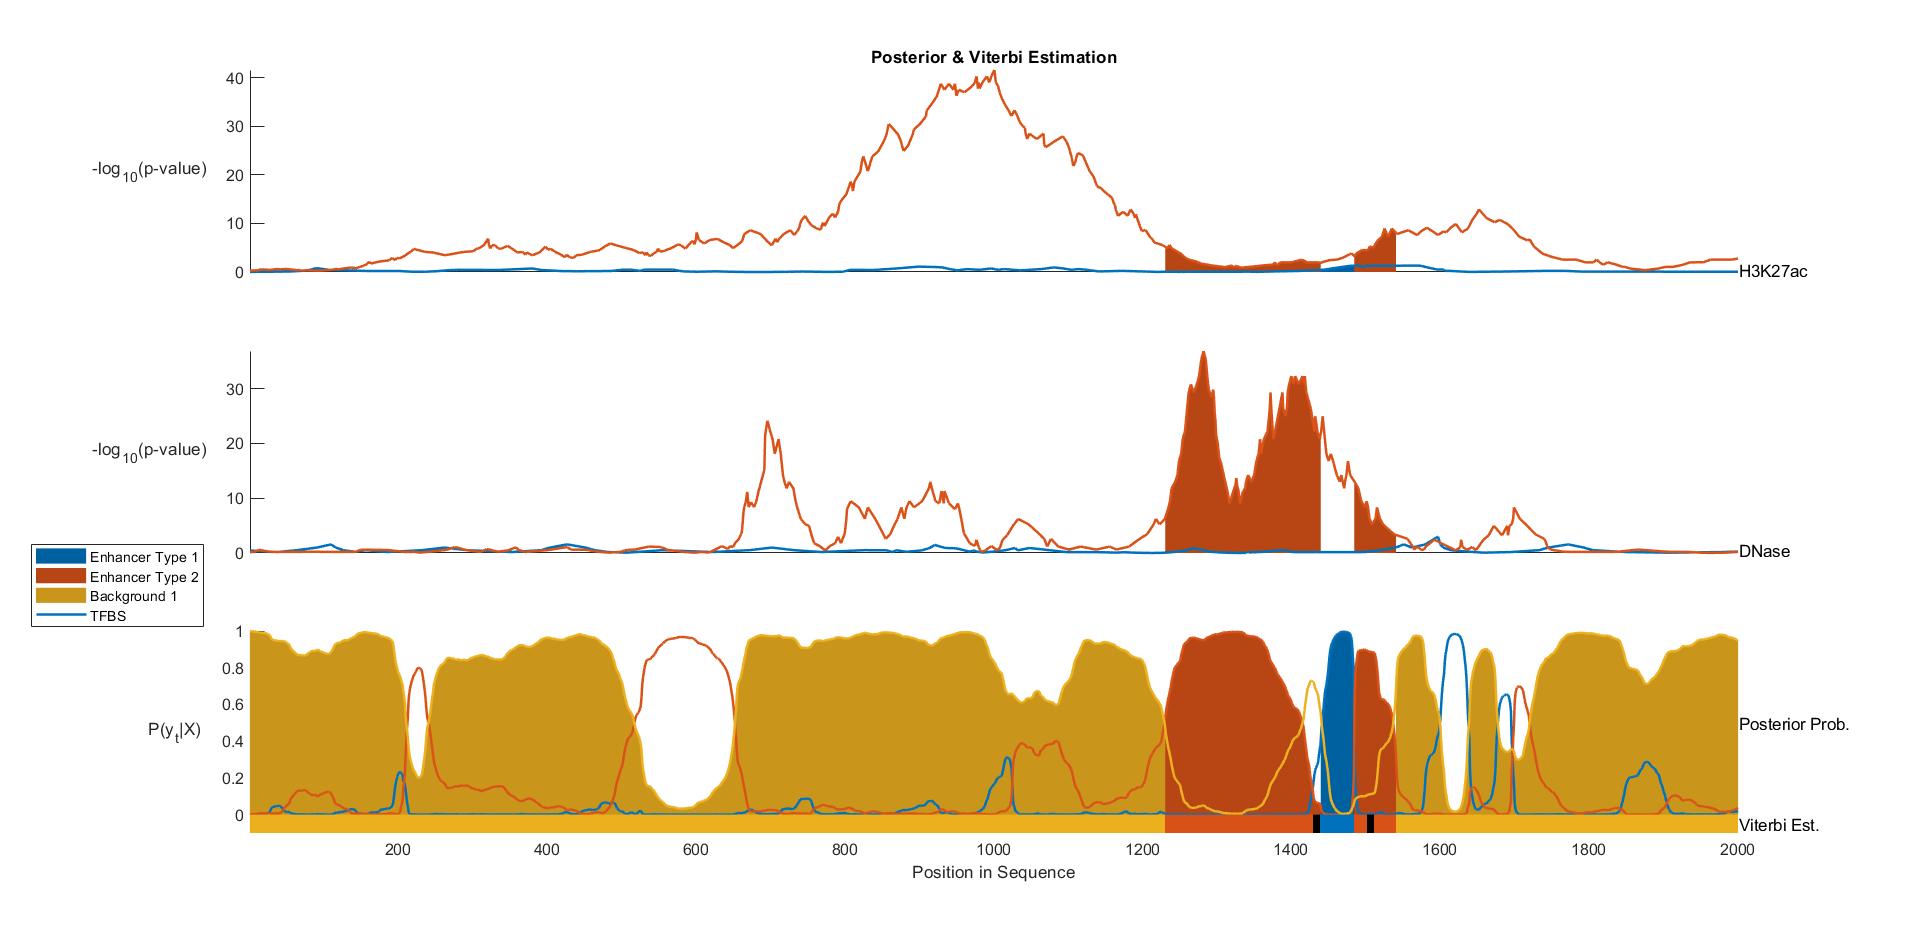 Posterior & Viterbi Estimation
40
30
20
10
0
-log10(p-value)
H3K27ac
30
20
10
0
-log10(p-value)
DNase
Enhancer Type 1
Enhancer Type 2
Background 1
TFBS
1
0.8
0.6
0.4
0.2
0
P(yt|X)
Posterior Prob.
Viterbi Est.
200 400 600 800 1000 1200 1400 1600 1800 2000
Position in Sequence